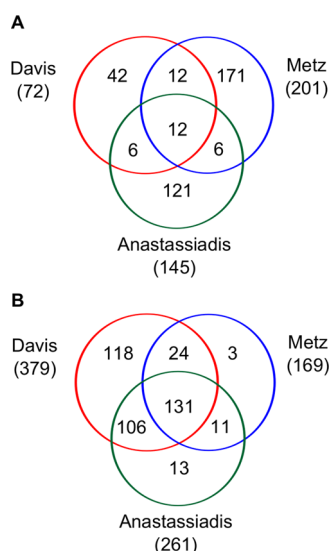 A
Davis
(72)
42
12
171
Metz
(201)
12
6
6
121
Anastassiadis
(145)
B
Davis
(379)
118
24
3
Metz
(169)
131
106
11
13
Anastassiadis
(261)